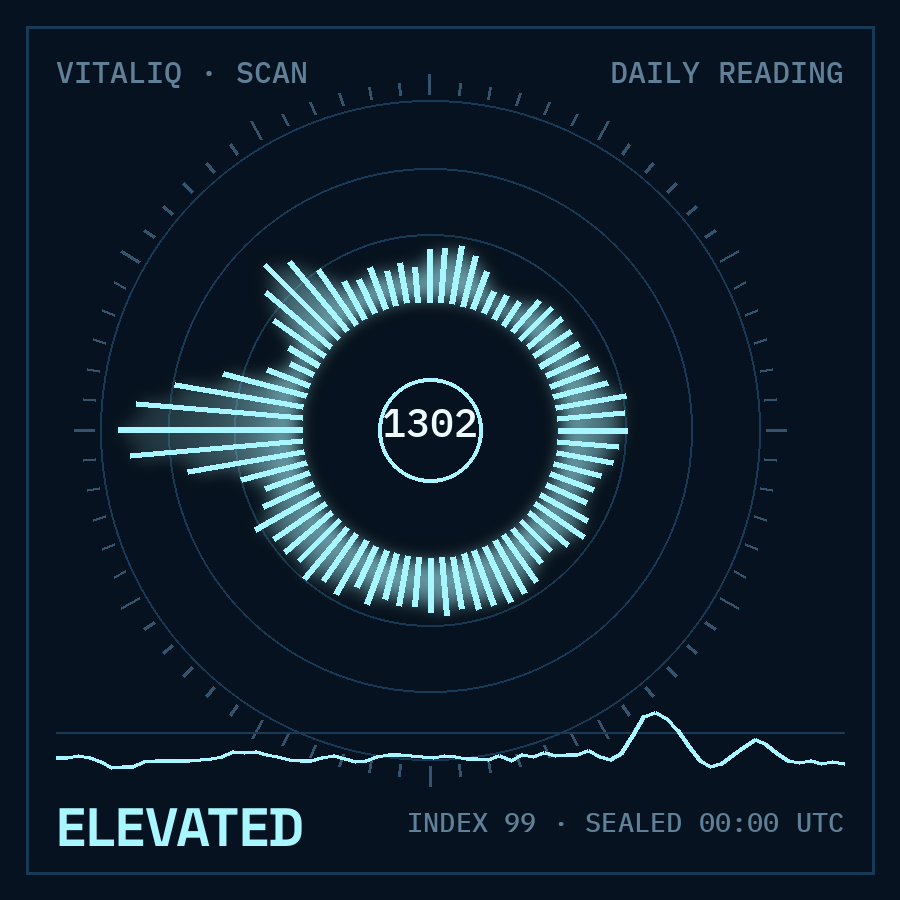 VITALIQ · SCAN
DAILY READING
1302
ELEVATED
INDEX 99 · SEALED 00:00 UTC